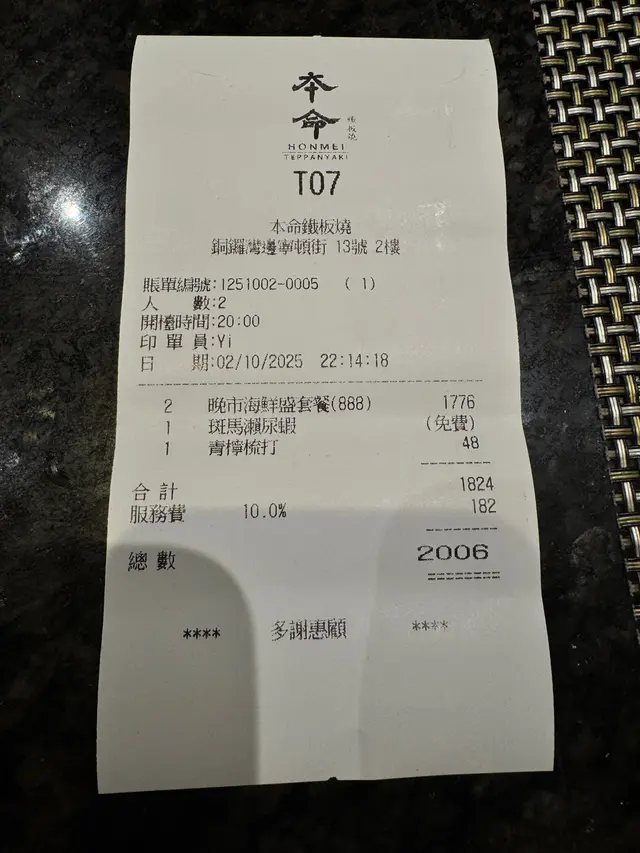 本
命
鐵板燒
HONMEI
TEPPANYAKI
T07
本命鐵板燒
銅鑼灣邊寧頓街 13號 2樓
賬單編號:1251002-0005 ( 1)
人 數:2
開檯時間:20:00
印 單 員:Yi
日 期:02/10/2025 22:14:18
2 晚市海鮮盛套餐(888) 1776
1 斑馬瀨尿蝦 (免費)
1 青檸梳打 48
合 計 1824
服務費 10.0% 182
總 數 2006
**** 多謝惠顧 ****